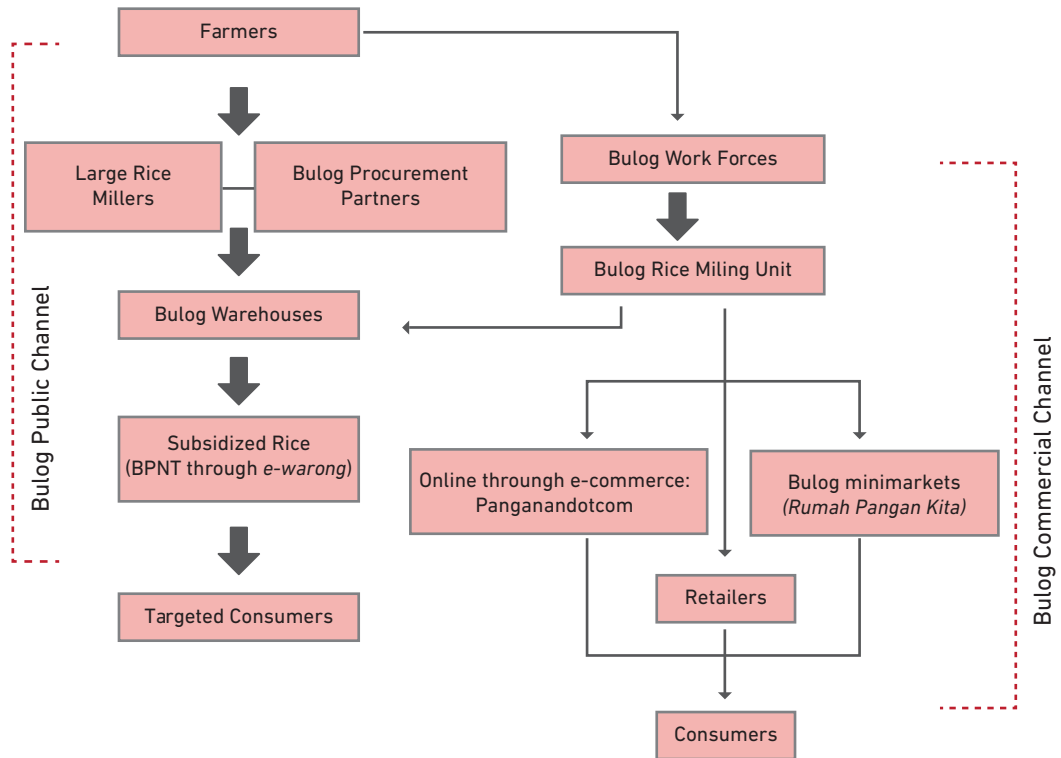 Farmers
Large Rice
Millers
Bulog Procurement
Partners
Bulog Work Forces
Bulog Rice Miling Unit
Bulog Warehouses
Subsidized Rice
(BPNT through e-warong)
Online throungh e-commerce:
Panganandotcom
Bulog minimarkets
(Rumah Pangan Kita)
Retailers
Targeted Consumers
Consumers
Bulog Public Channel
Bulog Commercial Channel